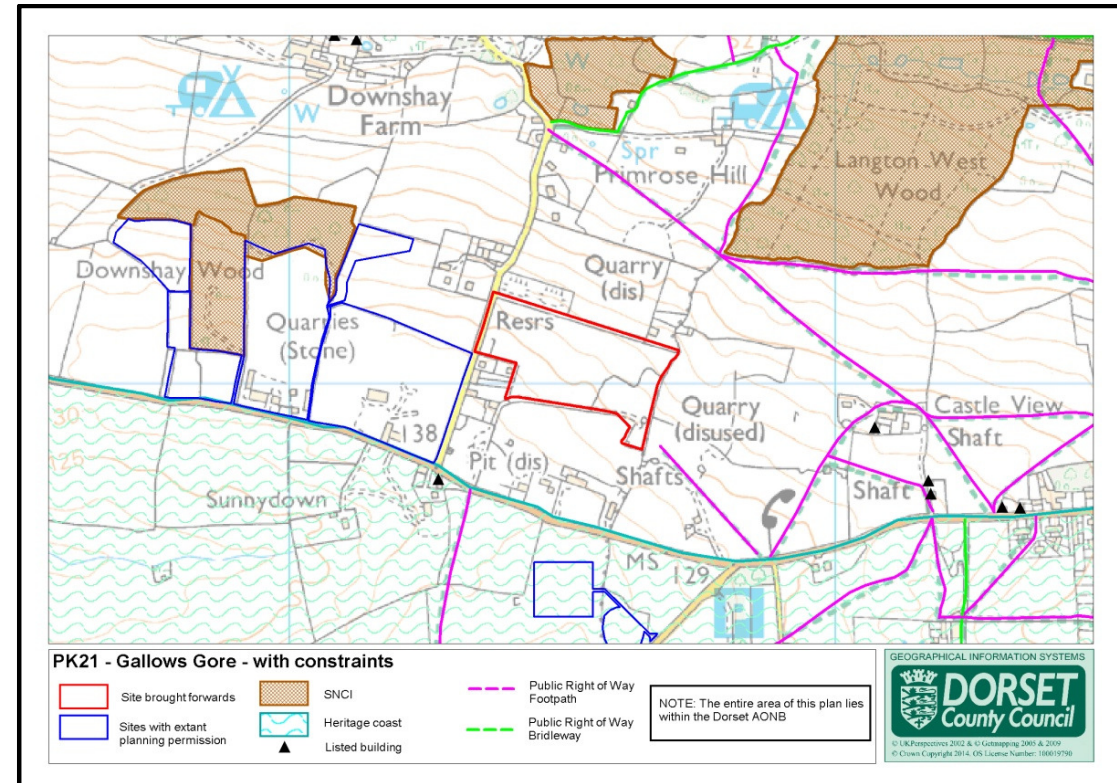 Downshay
Farm
W
W
Spr
Primrose Hill
Langton West
Wood
Downshay Wood
Quarry
(dis)
Resrs
Quarries
(Stone)
138
Quarry
(disused)
Castle View
Shaft
Pit (dis)
Shafts
Shaft
Sunnydown
MS
129
P
30
125
PK21 - Gallows Gore - with constraints
Site brought forwards
Sites with extant
planning permission
SNCI
Heritage coast
Listed building
Public Right of Way
Footpath
Public Right of Way
Bridleway
NOTE: The entire area of this plan lies
within the Dorset AONB
GEOGRAPHICAL INFORMATION SYSTEMS
DORSET
County Council
© UKPerspectives 2002 & © Getmapping 2005 & 2009
© Crown Copyright 2014. OS License Number: 100019790